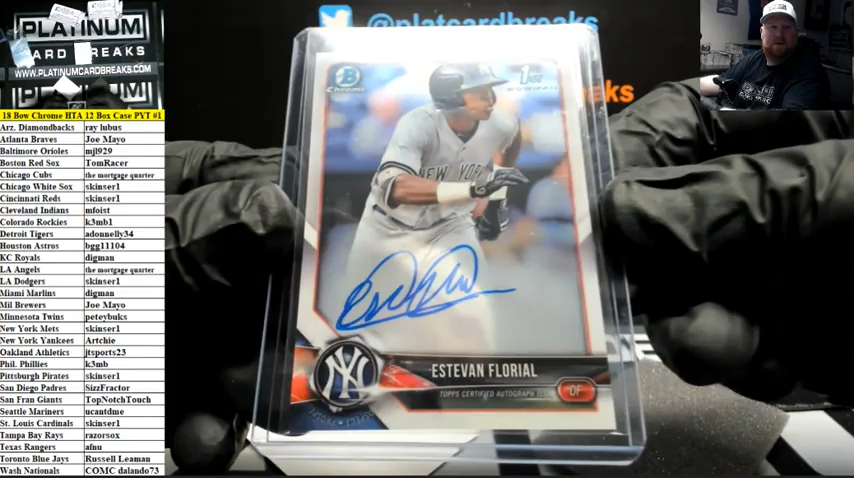 PLATINUM
CARD BREAKS
WWW.PLATINUMCARDBREAKS.COM
PLATINUM
18 Bow Chrome HTA 12 Box Case PYT #1
Arz. Diamondbacks ray lubus
Atlanta Braves Joe Mayo
Baltimore Orioles mjl929
Boston Red Sox TomRacer
Chicago Cubs the mortgage quarter
Chicago White Sox skinser1
Cincinnati Reds skinser1
Cleveland Indians mfoist
Colorado Rockies k3mb1
Detroit Tigers adonnelly34
Houston Astros bgg11104
KC Royals digman
LA Angels the mortgage quarter
LA Dodgers skinser1
Miami Marlins digman
Mil Brewers Joe Mayo
Minnesota Twins peteybuks
New York Mets skinser1
New York Yankees Artchie
Oakland Athletics jtsports23
Phil. Phillies k3mb
Pittsburgh Pirates skinser1
San Diego Padres SizzFractor
San Fran Giants TopNotchTouch
Seattle Mariners ucantdme
St. Louis Cardinals skinser1
Tampa Bay Rays razorsox
Texas Rangers afnu
Toronto Blue Jays Russell Leaman
Wash Nationals COMC dalando73
@platcardbreaks
Chrome
1st
BOWMAN
NEW YORK
ESTEVAN FLORIAL
TOPPS CERTIFIED AUTOGRAPH ISSUE
OF